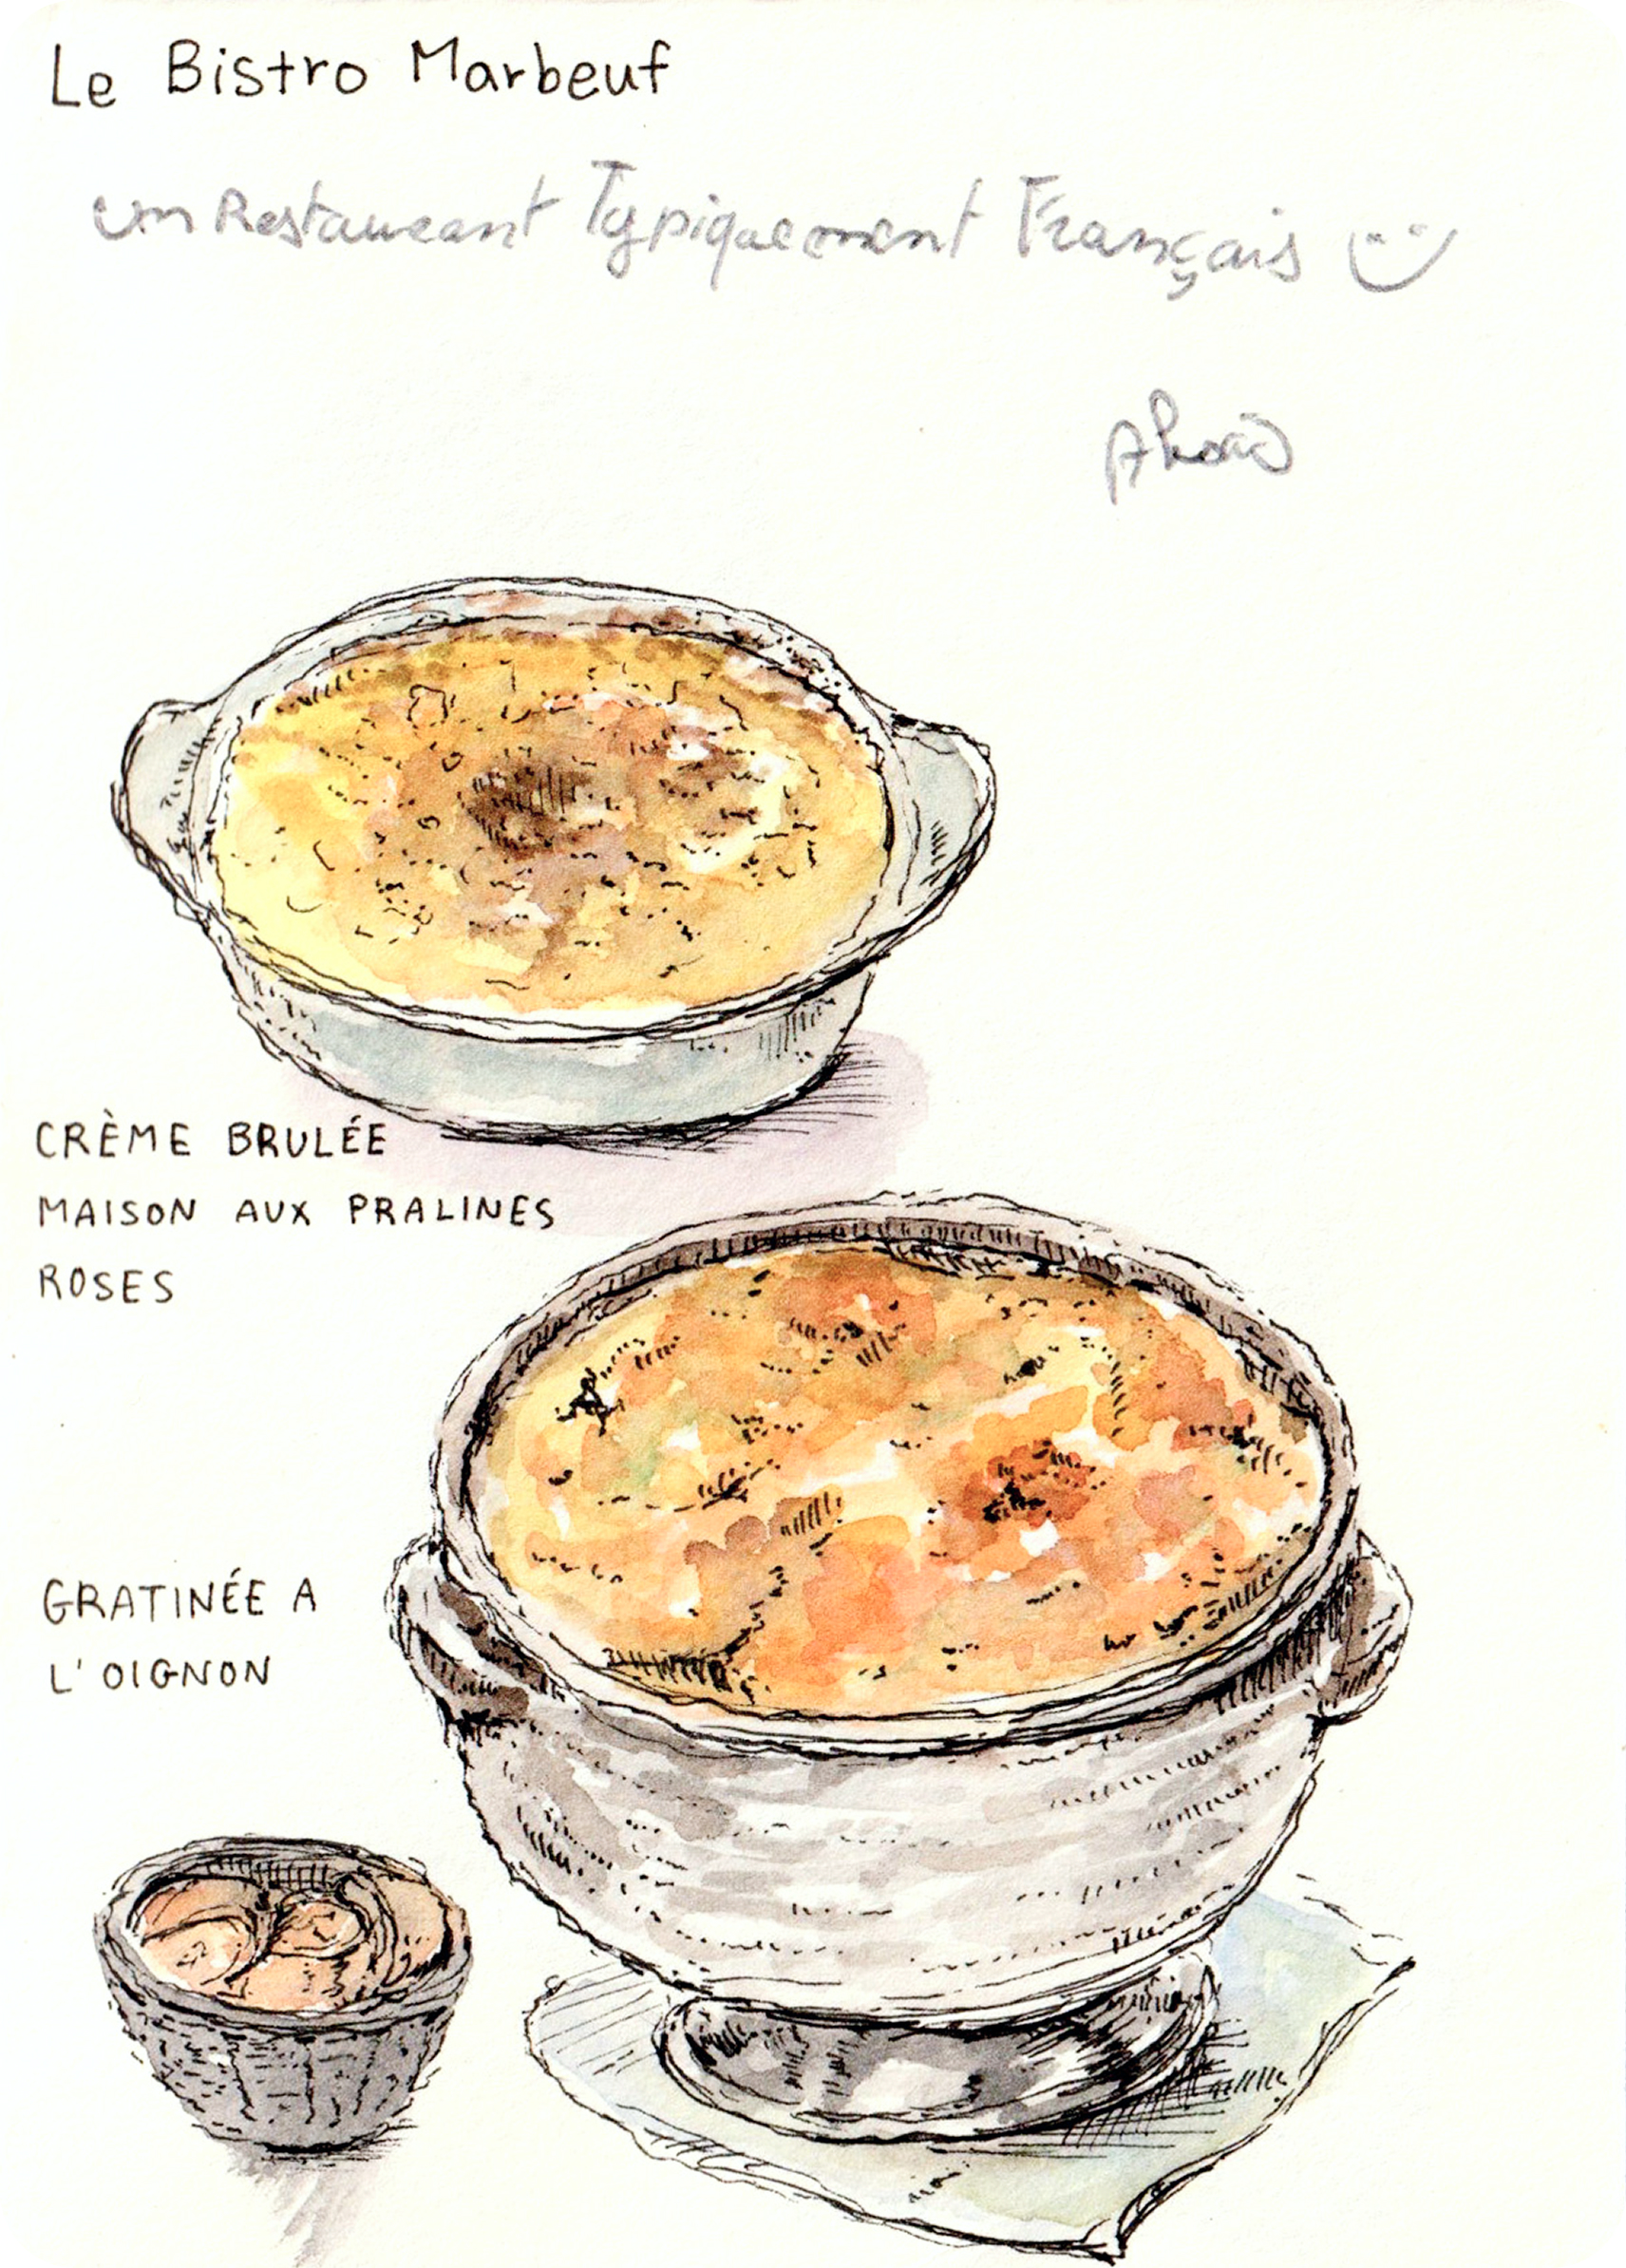 Le Bistro Marbeuf
un Restaurant Typiquement Français
CRÈME BRULÉE
MAISON AUX PRALINES
ROSES
GRATINÉE A
L'OIGNON